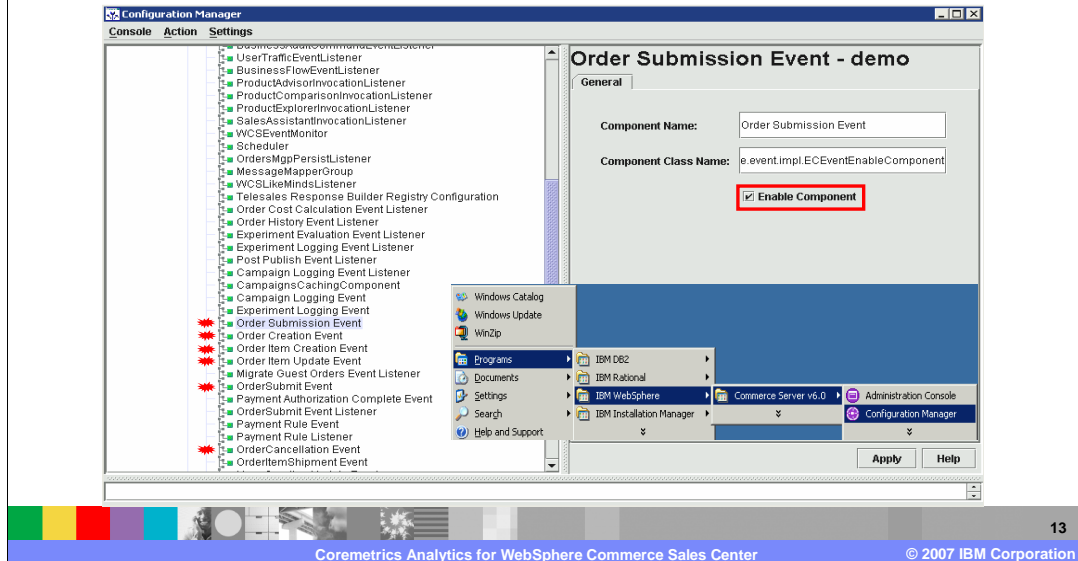 Configuration Manager
Console Action Settings
BusinessAuditCommandEventListener
UserTrafficEventListener
BusinessFlowEventListener
ProductAdvisorInvocationListener
ProductComparisonInvocationListener
ProductExplorerInvocationListener
SalesAssistantInvocationListener
WCSEventMonitor
Scheduler
OrdersMgpPersistListener
MessageMapperGroup
WCSLikeMindsListener
Telesales Response Builder Registry Configuration
Order Cost Calculation Event Listener
Order History Event Listener
Experiment Evaluation Event Listener
Experiment Logging Event Listener
Post Publish Event Listener
Campaign Logging Event Listener
CampaignsCachingComponent
Campaign Logging Event
Experiment Logging Event
Order Submission Event
Order Creation Event
Order Item Creation Event
Order Item Update Event
Migrate Guest Orders Event Listener
OrderSubmit Event
Payment Authorization Complete Event
OrderSubmit Event Listener
Payment Rule Event
Payment Rule Listener
OrderCancellation Event
OrderItemShipment Event
Order Submission Event - demo
General
Component Name: Order Submission Event
Component Class Name: e.event.impl.ECEventEnableComponent
Enable Component
Windows Catalog
Windows Update
WinZip
Programs
Documents
Settings
Search
Help and Support
IBM DB2
IBM Rational
IBM WebSphere
IBM Installation Manager
Commerce Server v6.0
Administration Console
Configuration Manager
Apply Help
13
Coremetrics Analytics for WebSphere Commerce Sales Center
© 2007 IBM Corporation